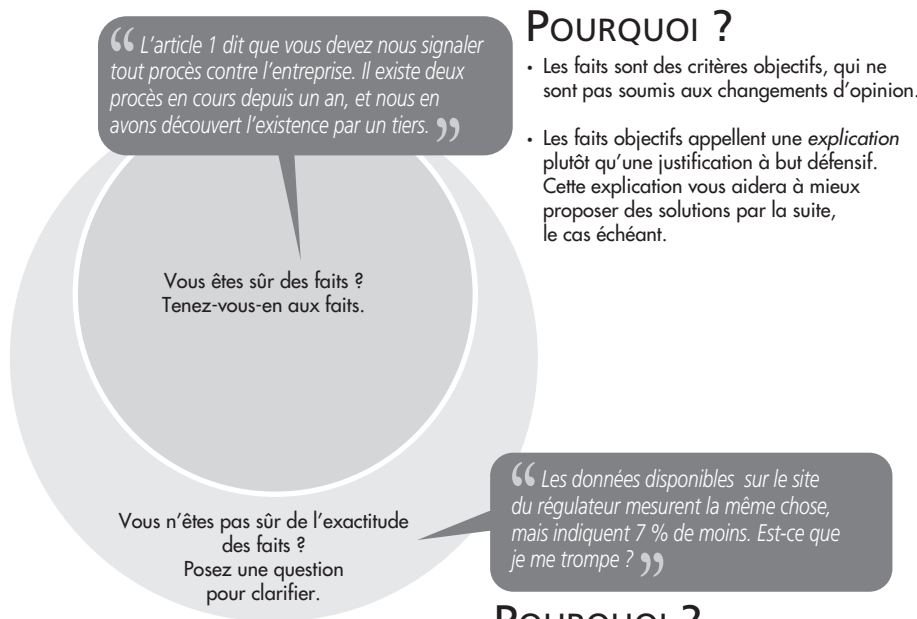 “ L’article 1 dit que vous devez nous signaler
tout procès contre l’entreprise. Il existe deux
procès en cours depuis un an, et nous en
avons découvert l’existence par un tiers. ”
POURQUOI ?
• Les faits sont des critères objectifs, qui ne
sont pas soumis aux changements d’opinion.
• Les faits objectifs appellent une explication
plutôt qu’une justification à but défensif.
Cette explication vous aidera à mieux
proposer des solutions par la suite,
le cas échéant.
Vous êtes sûr des faits ?
Tenez-vous-en aux faits.
“ Les données disponibles sur le site
du régulateur mesurent la même chose,
mais indiquent 7 % de moins. Est-ce que
je me trompe ? ”
Vous n’êtes pas sûr de l’exactitude
des faits ?
Posez une question
pour clarifier.
POURQUOI ?